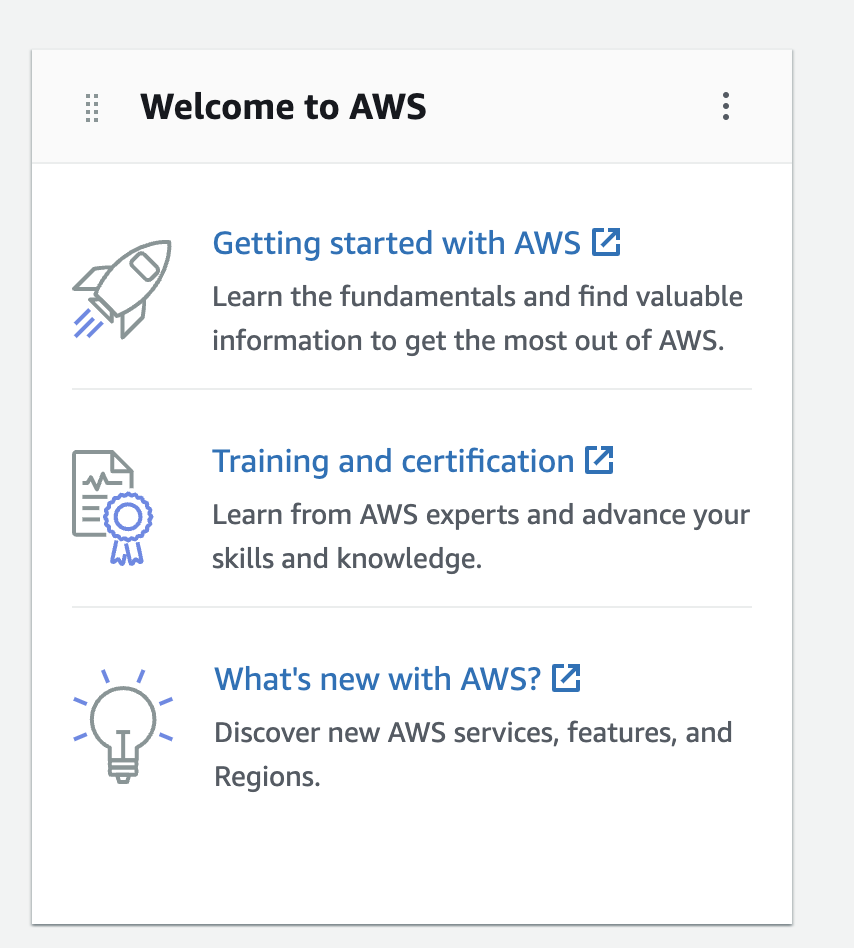 Welcome to AWS
Getting started with AWS
Learn the fundamentals and find valuable
information to get the most out of AWS.
Training and certification
Learn from AWS experts and advance your
skills and knowledge.
What's new with AWS?
Discover new AWS services, features, and
Regions.